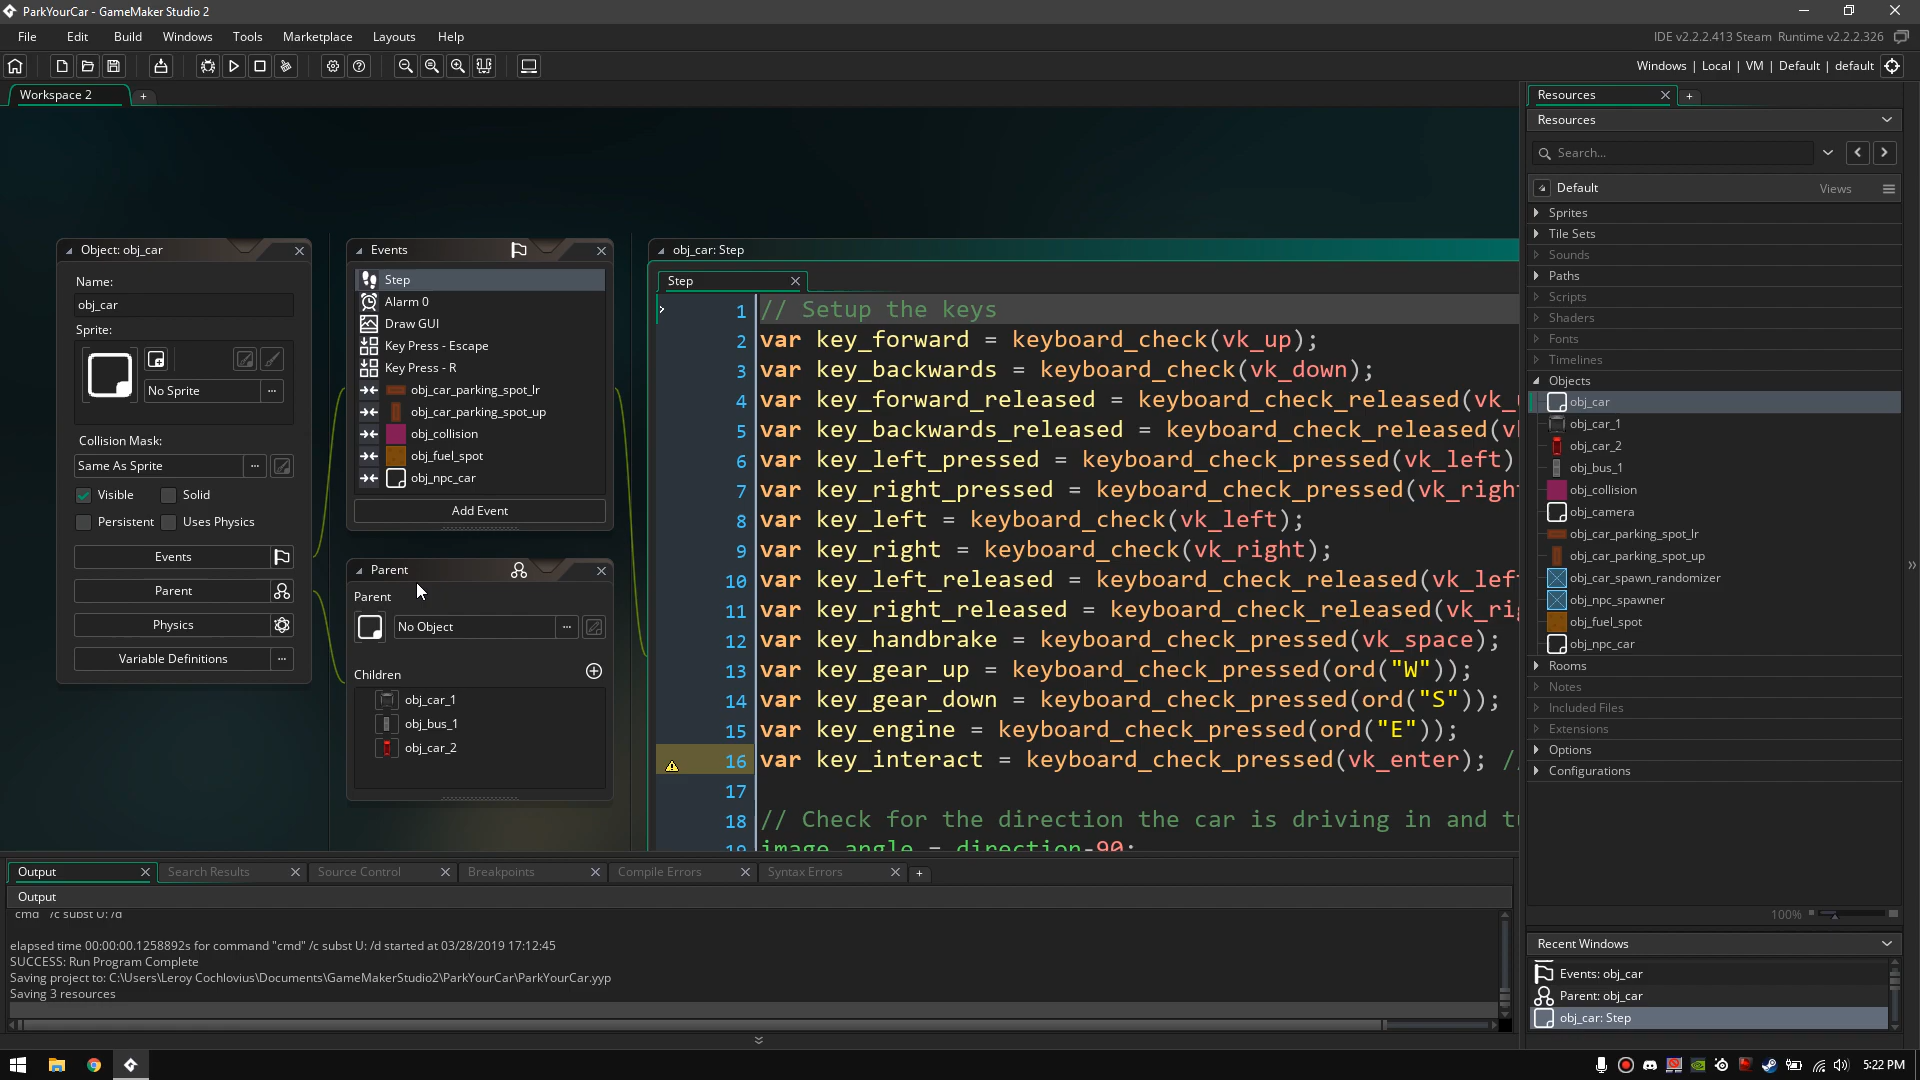 ParkYourCar - GameMaker Studio 2
File Edit Build Windows Tools Marketplace Layouts Help
IDE v2.2.2.413 Steam Runtime v2.2.2.326
Windows | Local | VM | Default | default
Workspace 2
+
Object: obj_car
Name:
obj_car
Sprite:
No Sprite
...
Collision Mask:
Same As Sprite
...
Visible
Solid
Persistent
Uses Physics
Events
Parent
Physics
Variable Definitions
...
Events
Step
Alarm 0
Draw GUI
Key Press - Escape
Key Press - R
obj_car_parking_spot_lr
obj_car_parking_spot_up
obj_collision
obj_fuel_spot
obj_npc_car
Add Event
Parent
Parent
No Object
...
Children
obj_car_1
obj_bus_1
obj_car_2
obj_car: Step
Step
1 // Setup the keys
2 var key_forward = keyboard_check(vk_up);
3 var key_backwards = keyboard_check(vk_down);
4 var key_forward_released = keyboard_check_released(vk_
5 var key_backwards_released = keyboard_check_released(v
6 var key_left_pressed = keyboard_check_pressed(vk_left)
7 var key_right_pressed = keyboard_check_pressed(vk_righ
8 var key_left = keyboard_check(vk_left);
9 var key_right = keyboard_check(vk_right);
10 var key_left_released = keyboard_check_released(vk_lef
11 var key_right_released = keyboard_check_released(vk_ri
12 var key_handbrake = keyboard_check_pressed(vk_space);
13 var key_gear_up = keyboard_check_pressed(ord("W"));
14 var key_gear_down = keyboard_check_pressed(ord("S"));
15 var key_engine = keyboard_check_pressed(ord("E"));
16 var key_interact = keyboard_check_pressed(vk_enter); /
17
18 // Check for the direction the car is driving in and t
19 image_angle = direction-90;
Resources
+
Resources
Search...
Default
Views
Sprites
Tile Sets
Sounds
Paths
Scripts
Shaders
Fonts
Timelines
Objects
obj_car
obj_car_1
obj_car_2
obj_bus_1
obj_collision
obj_camera
obj_car_parking_spot_lr
obj_car_parking_spot_up
obj_car_spawn_randomizer
obj_npc_spawner
obj_fuel_spot
obj_npc_car
Rooms
Notes
Included Files
Extensions
Options
Configurations
100%
Recent Windows
Events: obj_car
Parent: obj_car
obj_car: Step
Output Search Results Source Control Breakpoints Compile Errors Syntax Errors +
Output
cmd /c subst U: /d
elapsed time 00:00:00.1258892s for command "cmd" /c subst U: /d started at 03/28/2019 17:12:45
SUCCESS: Run Program Complete
Saving project to: C:\Users\Leroy Cochlovius\Documents\GameMakerStudio2\ParkYourCar\ParkYourCar.yyp
Saving 3 resources
5:22 PM